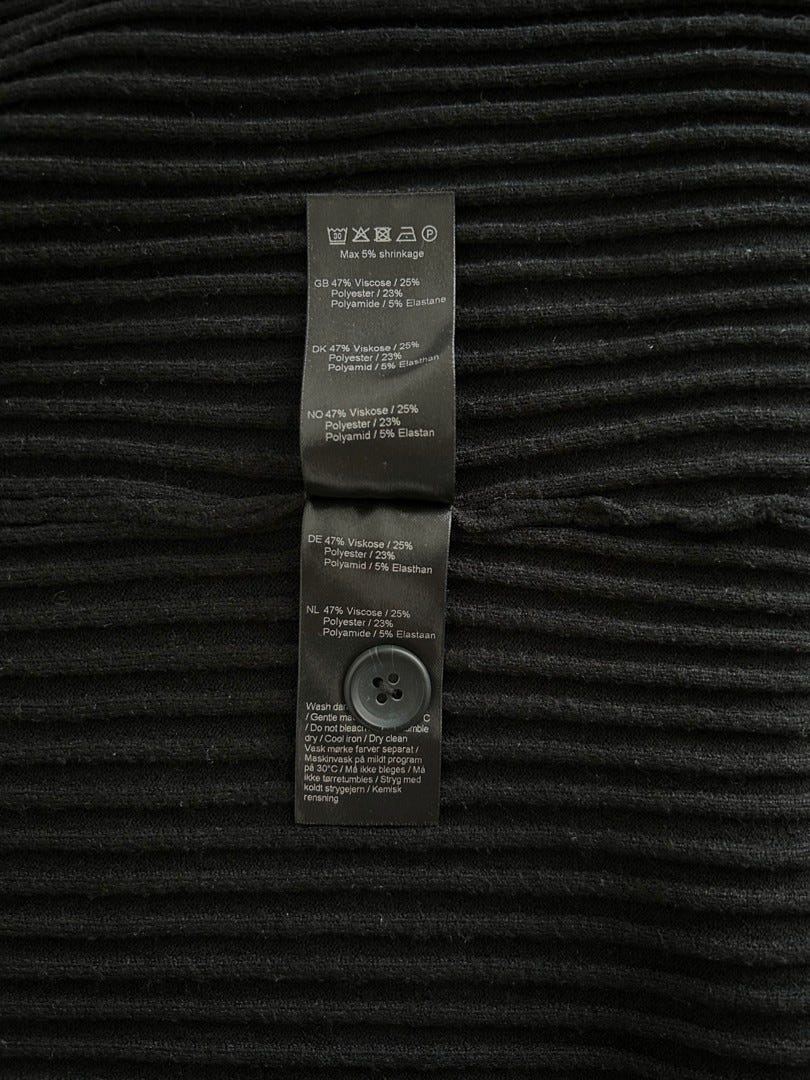 30 P
Max 5% shrinkage
GB 47% Viscose / 25%
Polyester / 23%
Polyamide / 5% Elastane
DK 47% Viskose / 25%
Polyester / 23%
Polyamid / 5% Elasthan
NO 47% Viskose / 25%
Polyester / 23%
Polyamid / 5% Elastan
DE 47% Viskose / 25%
Polyester / 23%
Polyamid / 5% Elasthan
NL 47% Viscose / 25%
Polyester / 23%
Polyamide / 5% Elastaan
Wash
/ Gentle C
/ Do not
dry / Cool iron / Dry clean
Vask mørke farver separat /
Maskinvask på mildt program
på 30°C / Må ikke bleges / Må
ikke tørretumbles / Stryg med
koldt strygejern / Kemisk
rensning